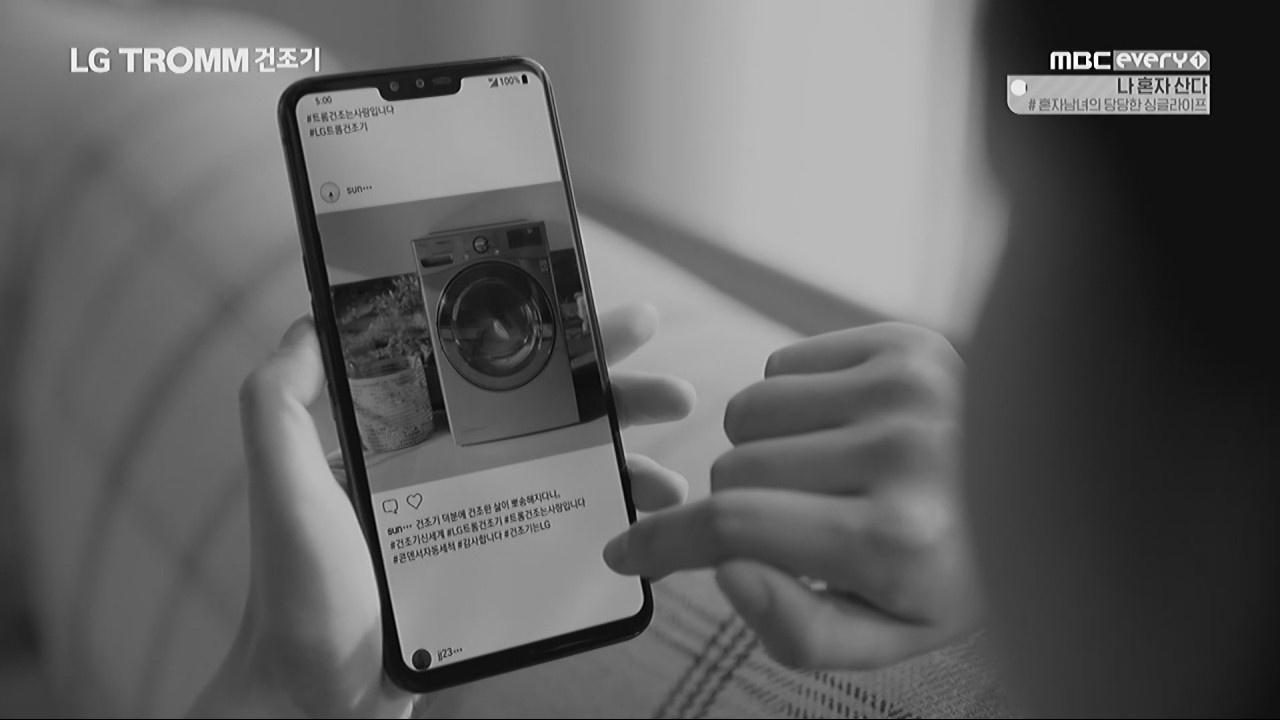 LG TROMM 건조기
MBC every1
나 혼자 산다
# 혼자남녀의 당당한 싱글라이프
5:00
100%
#트롬건조는사랑입니다
#LG트롬건조기
sun···
sun··· 건조기 덕분에 건조한 삶이 뽀송해지다니,
#건조기신세계 #LG트롬건조기 #트롬건조는사랑입니다
#콘덴서자동세척 #감사합니다 #건조기는LG
jj23···